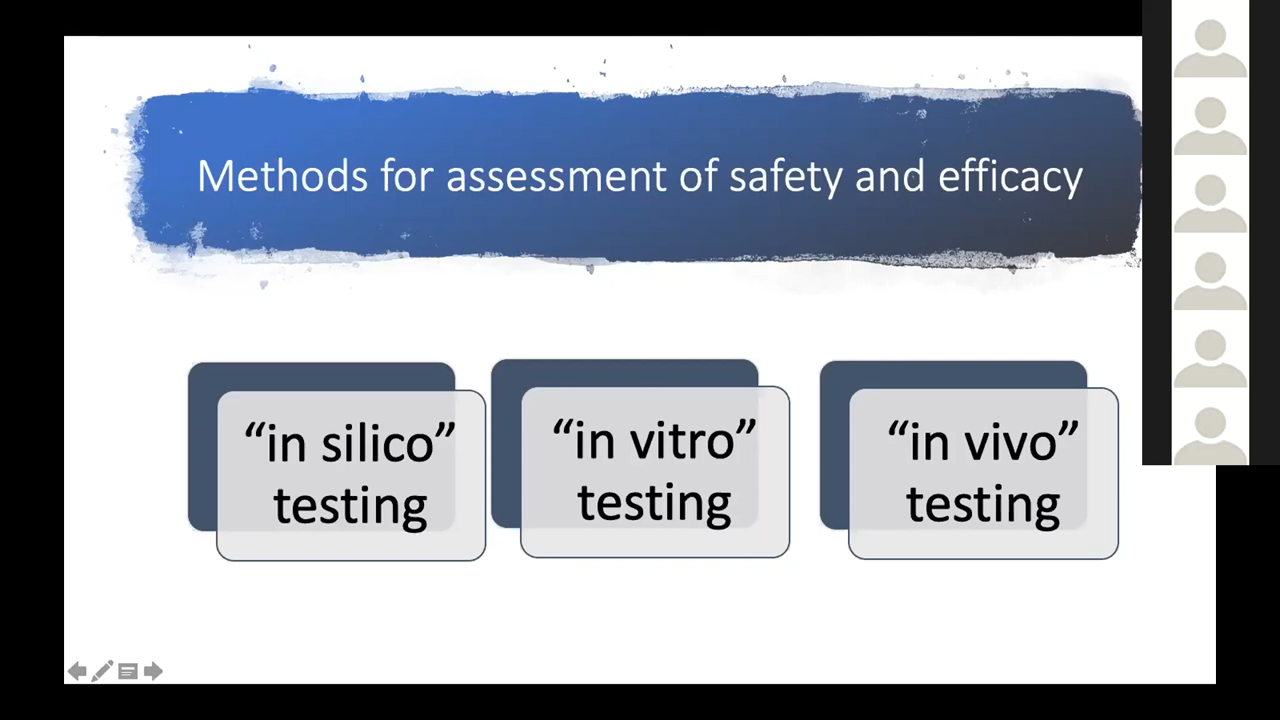 Methods for assessment of safety and efficacy
“in silico”
testing
“in vitro”
testing
“in vivo”
testing